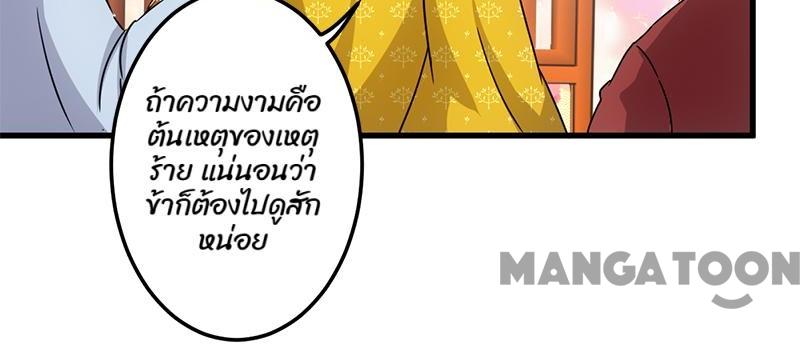 ถ้าความงามคือ
ต้นเหตุของเหตุ
ร้าย แน่นอนว่า
ข้าก็ต้องไปดูสัก
หน่อย
MANGATOON